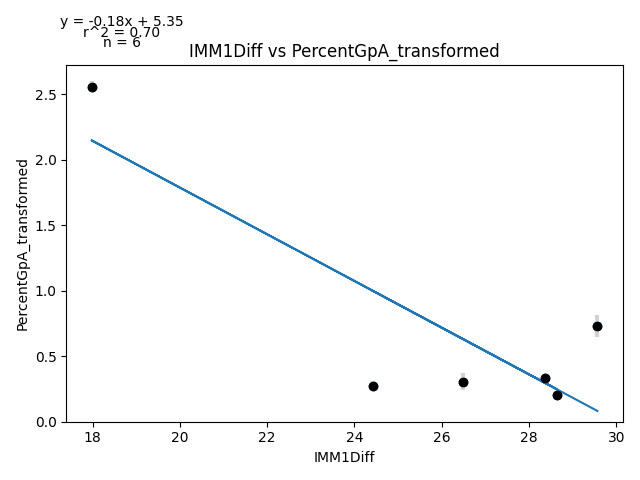 y = -0.18x + 5.35
r^2 = 0.70
n = 6
IMM1Diff vs PercentGpA_transformed
PercentGpA_transformed
2.5
2.0
1.5
1.0
0.5
0.0
18
20
22
24
26
28
30
IMM1Diff